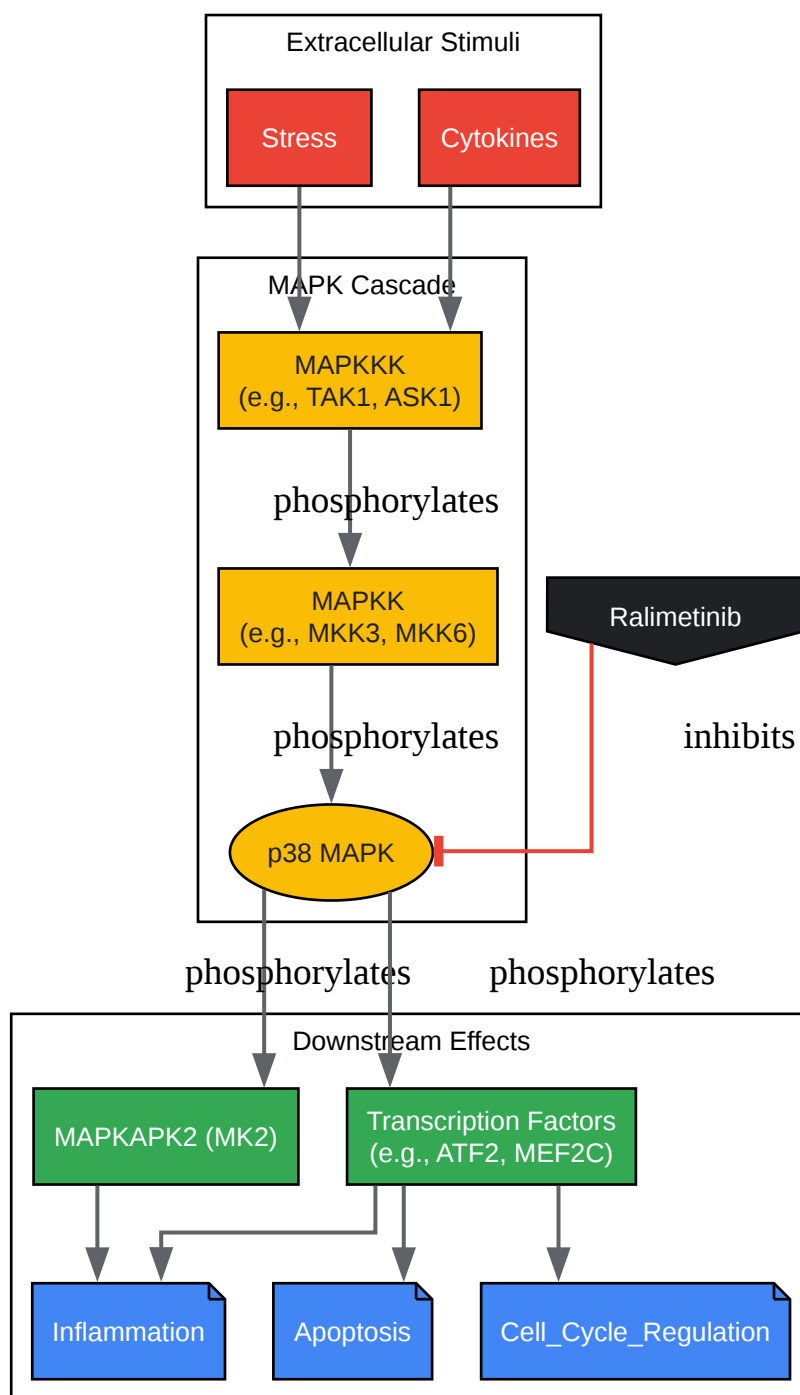 Extracellular Stimuli
Stress
Cytokines
MAPK Cascade
MAPKKK
(e.g., TAK1, ASK1)
phosphorylates
MAPKK
(e.g., MKK3, MKK6)
Ralimetinib
phosphorylates
inhibits
p38 MAPK
phosphorylates
phosphorylates
Downstream Effects
MAPKAPK2 (MK2)
Transcription Factors
(e.g., ATF2, MEF2C)
Inflammation
Apoptosis
Cell_Cycle_Regulation